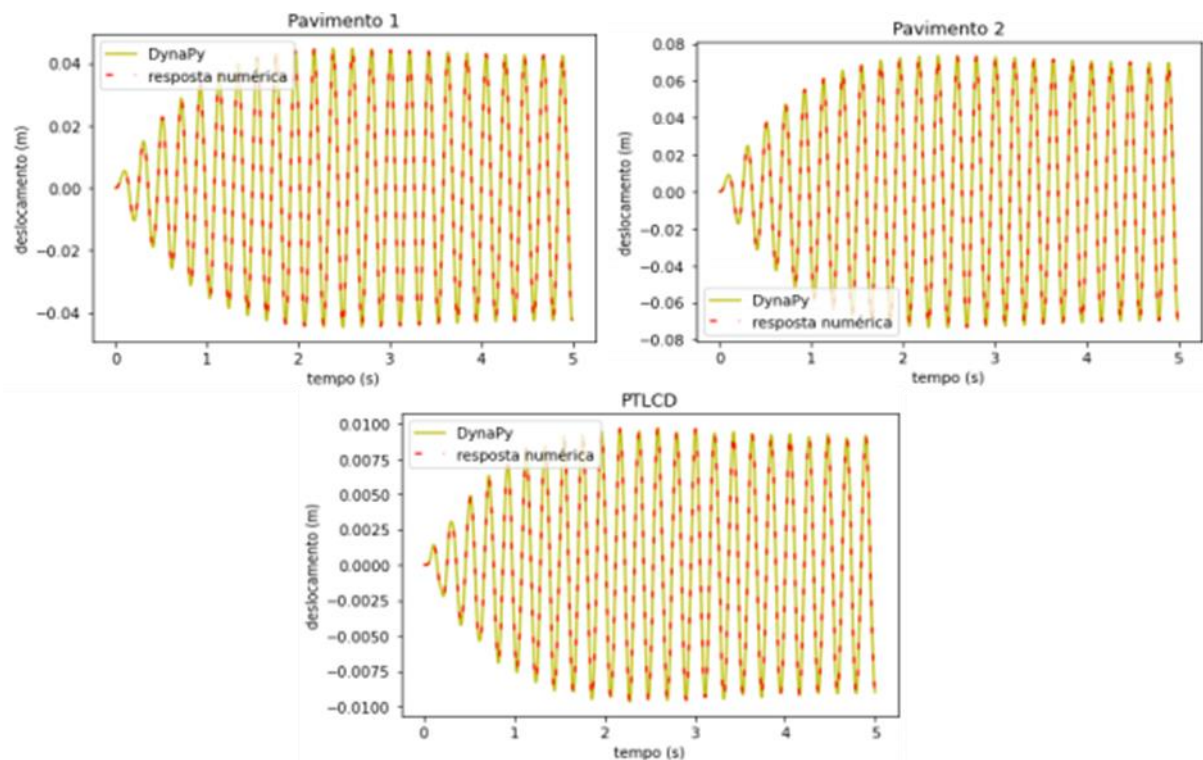 Pavimento 1
DynaPy
resposta numérica
0.04
0.02
0.00
−0.02
−0.04
deslocamento (m)
0 1 2 3 4 5
tempo (s)
Pavimento 2
0.08
0.06
0.04
0.02
0.00
−0.02
−0.04
−0.06
−0.08
deslocamento (m)
DynaPy
resposta numérica
0 1 2 3 4 5
tempo (s)
PTLCD
DynaPy
resposta numérica
0.0100
0.0075
0.0050
0.0025
0.0000
−0.0025
−0.0050
−0.0075
−0.0100
deslocamento (m)
0 1 2 3 4 5
tempo (s)